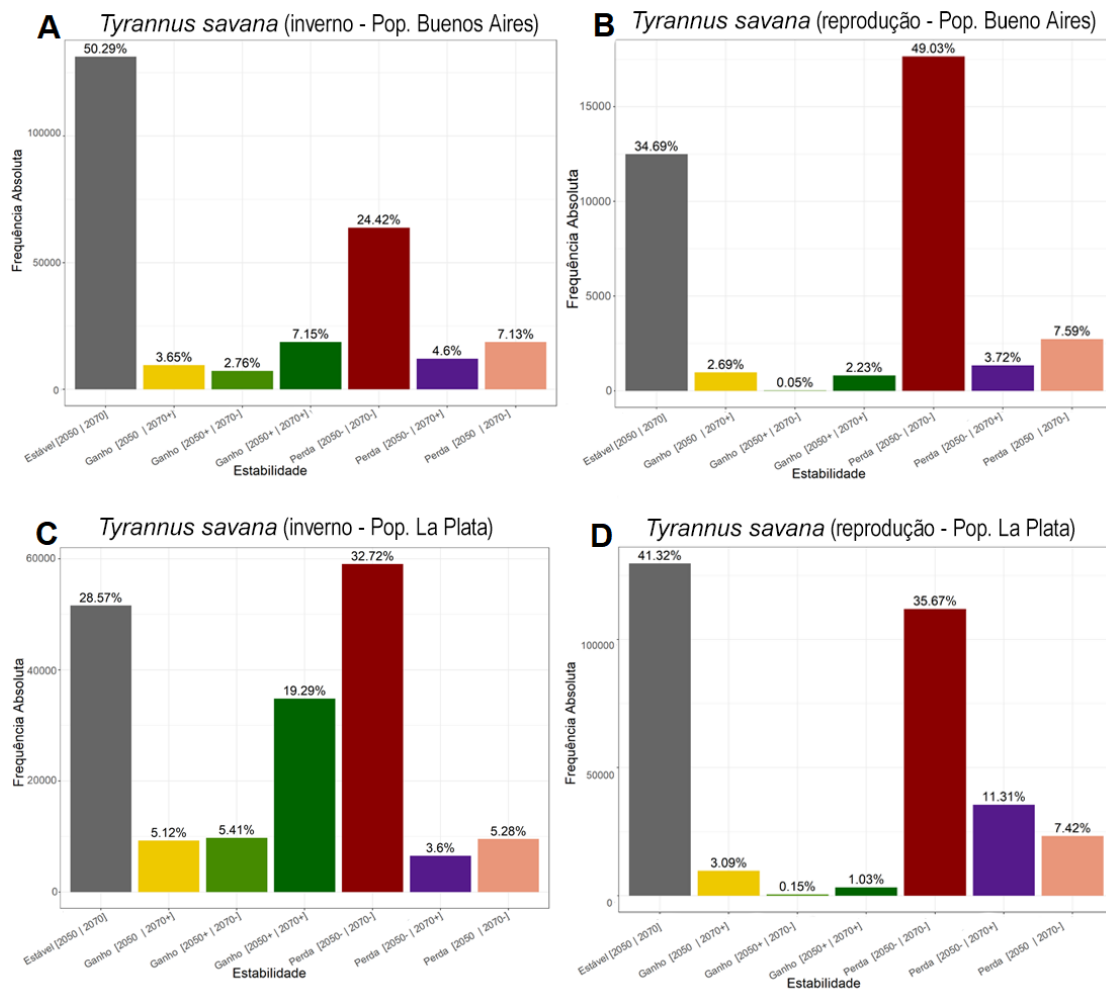 A
Tyrannus savana (inverno - Pop. Buenos Aires)
50.29%
3.65%
2.76%
7.15%
24.42%
4.6%
7.13%
100000
50000
0
Frequência Absoluta
Estável [2050 | 2070]
Ganho [2050 | 2070+]
Ganho [2050+ | 2070-]
Ganho [2050+ | 2070+]
Perda [2050- | 2070-]
Perda [2050- | 2070+]
Perda [2050 | 2070-]
Estabilidade
B
Tyrannus savana (reprodução - Pop. Bueno Aires)
34.69%
2.69%
0.05%
2.23%
49.03%
3.72%
7.59%
15000
10000
5000
0
Frequência Absoluta
Estável [2050 | 2070]
Ganho [2050 | 2070+]
Ganho [2050+ | 2070-]
Ganho [2050+ | 2070+]
Perda [2050- | 2070-]
Perda [2050- | 2070+]
Perda [2050 | 2070-]
Estabilidade
C
Tyrannus savana (inverno - Pop. La Plata)
28.57%
5.12%
5.41%
19.29%
32.72%
3.6%
5.28%
60000
40000
20000
0
Frequência Absoluta
Estável [2050 | 2070]
Ganho [2050 | 2070+]
Ganho [2050+ | 2070-]
Ganho [2050+ | 2070+]
Perda [2050- | 2070-]
Perda [2050- | 2070+]
Perda [2050 | 2070-]
Estabilidade
D
Tyrannus savana (reprodução - Pop. La Plata)
41.32%
3.09%
0.15%
1.03%
35.67%
11.31%
7.42%
100000
50000
0
Frequência Absoluta
Estável [2050 | 2070]
Ganho [2050 | 2070+]
Ganho [2050+ | 2070-]
Ganho [2050+ | 2070+]
Perda [2050- | 2070-]
Perda [2050- | 2070+]
Perda [2050 | 2070-]
Estabilidade